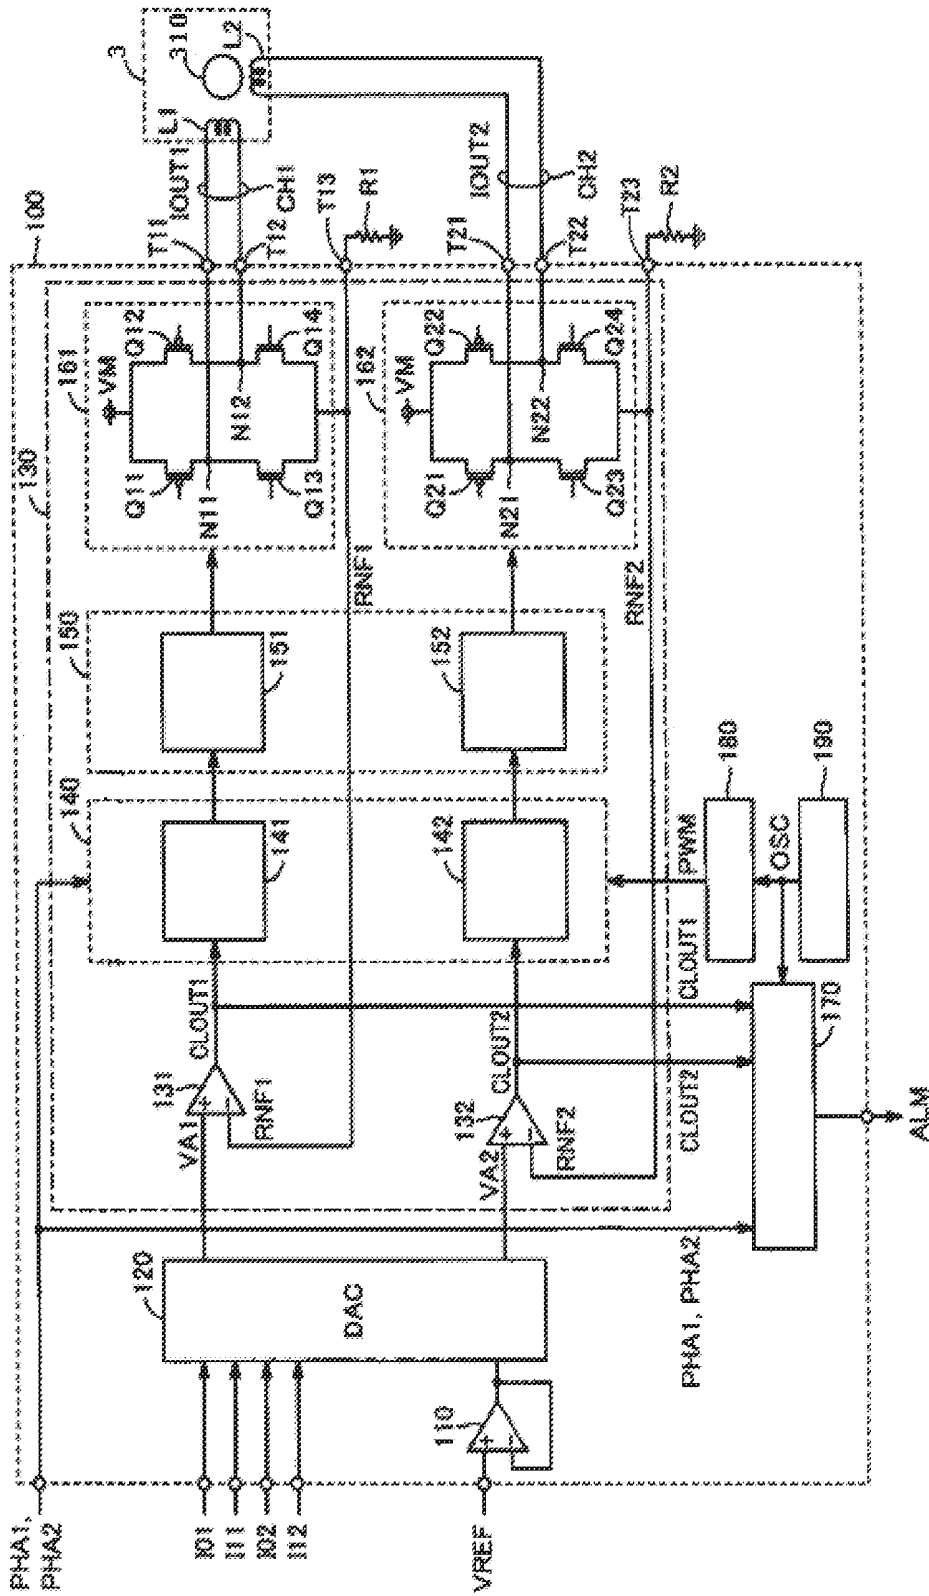 100
130
3
310
L1
L2
IOUT1
CH1
T11
T12
T13
R1
161
VM
Q11
Q12
N11
N12
Q13
Q14
RNF1
IOUT2
CH2
T21
T22
T23
R2
162
VM
Q21
Q22
N21
N22
Q23
Q24
RNF2
150
151
152
140
141
142
PWM
180
OSC
190
CLOUT1
CLOUT1
131
VA1
RNF1
CLOUT2
CLOUT2
132
VA2
RNF2
170
ALM
120
DAC
PHA1, PHA2
110
PHA1,
PHA2
I01
I11
I02
I12
VREF